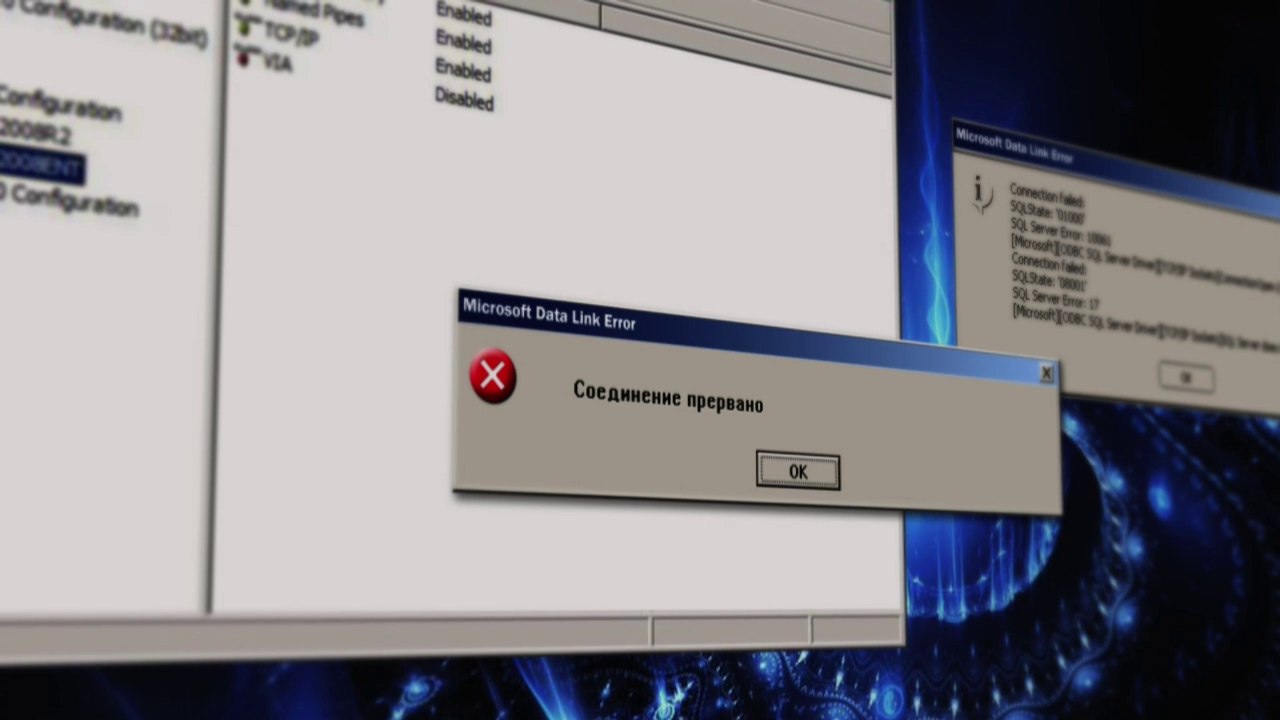 0 Configuration (32bit)
Configuration
2008R2
2008ENT
0 Configuration
Enabled
Named Pipes Enabled
TCP/IP Enabled
VIA Disabled
Microsoft Data Link Error
Connection failed:
SQLState: '01000'
SQL Server Error: 10061
[Microsoft][ODBC SQL Server Driver][TCP/IP Sockets]
Connection failed:
SQLState: '08001'
SQL Server Error: 17
[Microsoft][ODBC SQL Server Driver][TCP/IP Sockets]SQL Server does
OK
Microsoft Data Link Error
Соединение прервано
OK